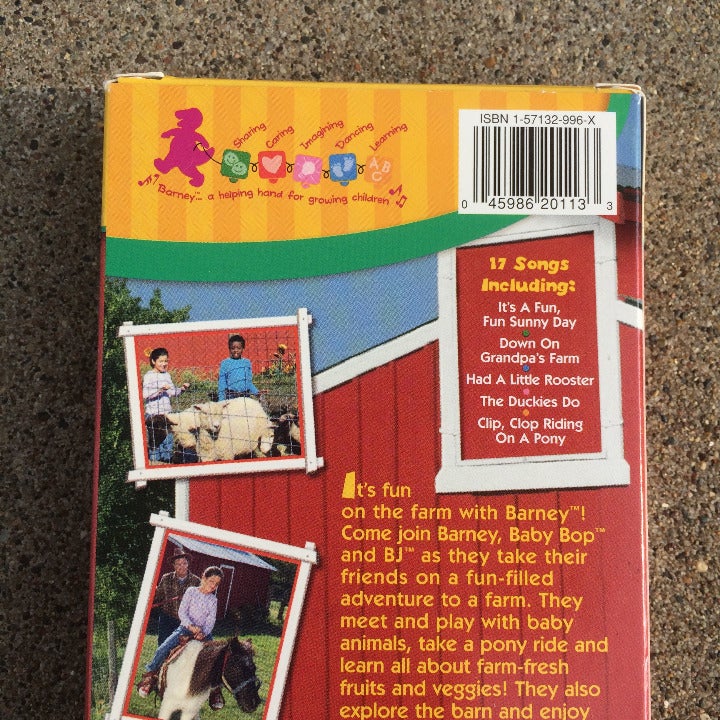 Sharing
Caring
Imagining
Dancing
Learning
A B
C
Barney™... a helping hand for growing children
ISBN 1-57132-996-X
0 45986 20113 3
17 Songs
Including:
It's A Fun,
Fun Sunny Day
Down On
Grandpa's Farm
Had A Little Rooster
The Duckies Do
Clip, Clop Riding
On A Pony
It's fun
on the farm with Barney™!
Come join Barney, Baby Bop™
and BJ™ as they take their
friends on a fun-filled
adventure to a farm. They
meet and play with baby
animals, take a pony ride and
learn all about farm-fresh
fruits and veggies! They also
explore the barn and enjoy